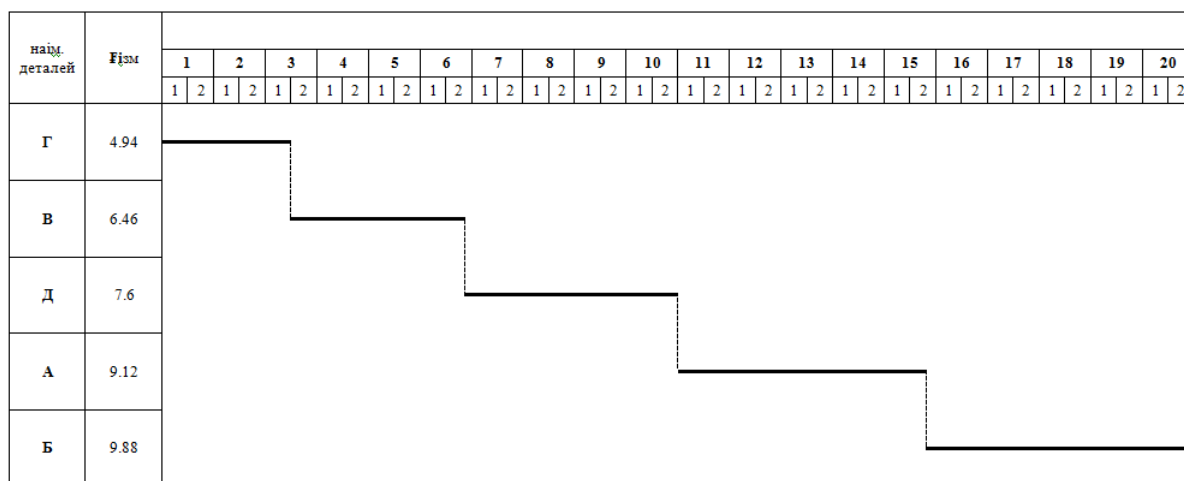 наім.
деталей
Fізм
1 2 3 4 5 6 7 8 9 10 11 12 13 14 15 16 17 18 19 20
1 2 1 2 1 2 1 2 1 2 1 2 1 2 1 2 1 2 1 2 1 2 1 2 1 2 1 2 1 2 1 2 1 2 1 2 1 2 1 2
Г 4.94
В 6.46
Д 7.6
А 9.12
Б 9.88